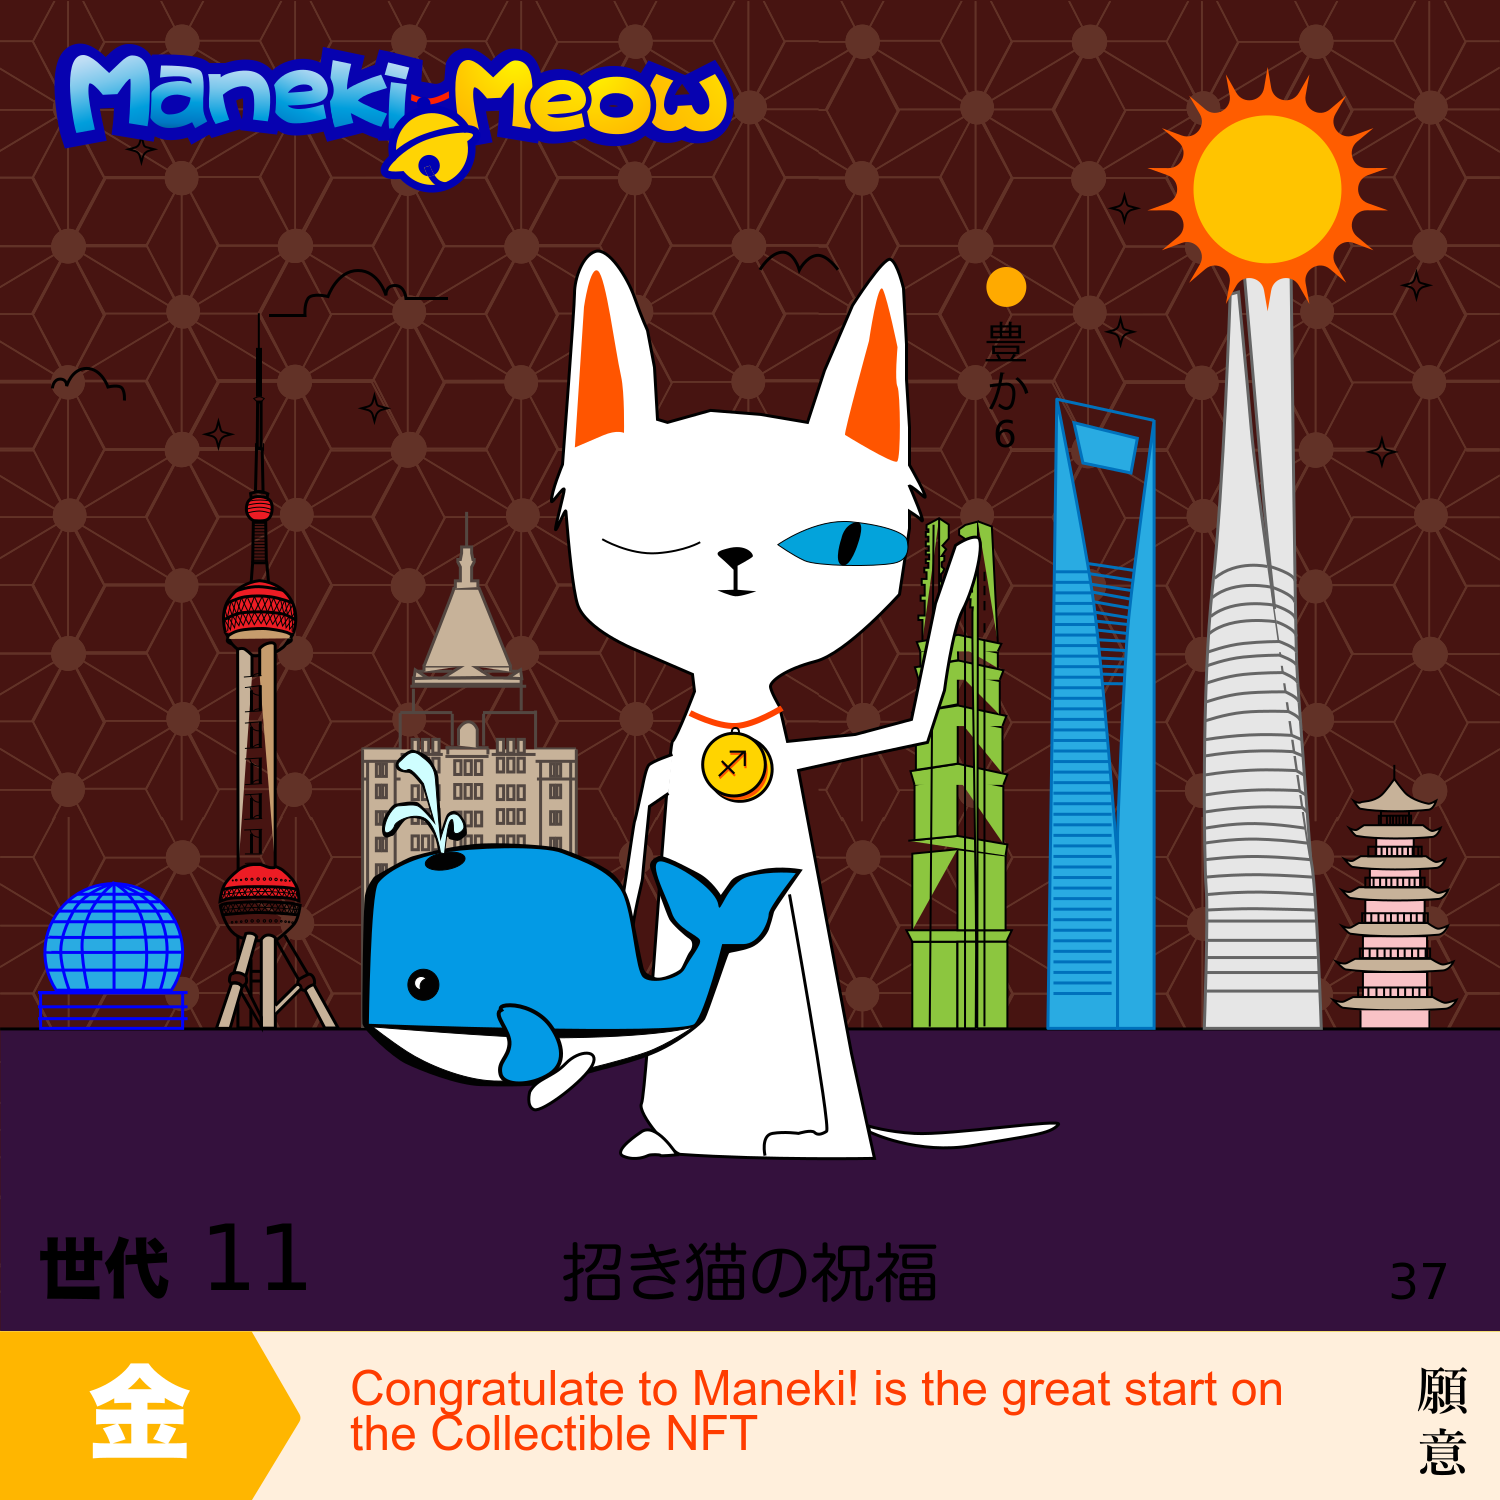 Maneki-Meow
豊か6
世代 11
招き猫の祝福
37
金
Congratulate to Maneki! is the great start on
the Collectible NFT
願意